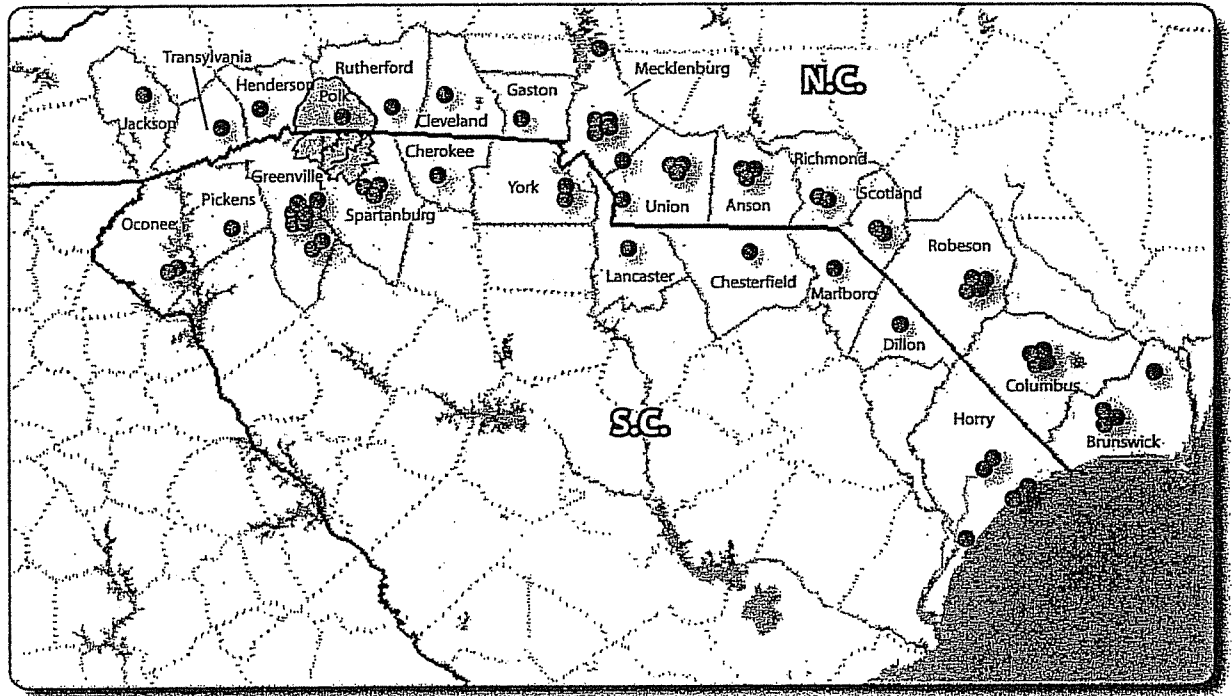 Transylvania
Henderson
Rutherford
Polk
Jackson
Cleveland
Gaston
Mecklenburg
N.C.
Cherokee
Greenville
Pickens
Oconee
Spartanburg
York
Union
Anson
Richmond
Scotland
Robeson
Lancaster
Chesterfield
Marlboro
Dillon
Columbus
S.C.
Horry
Brunswick